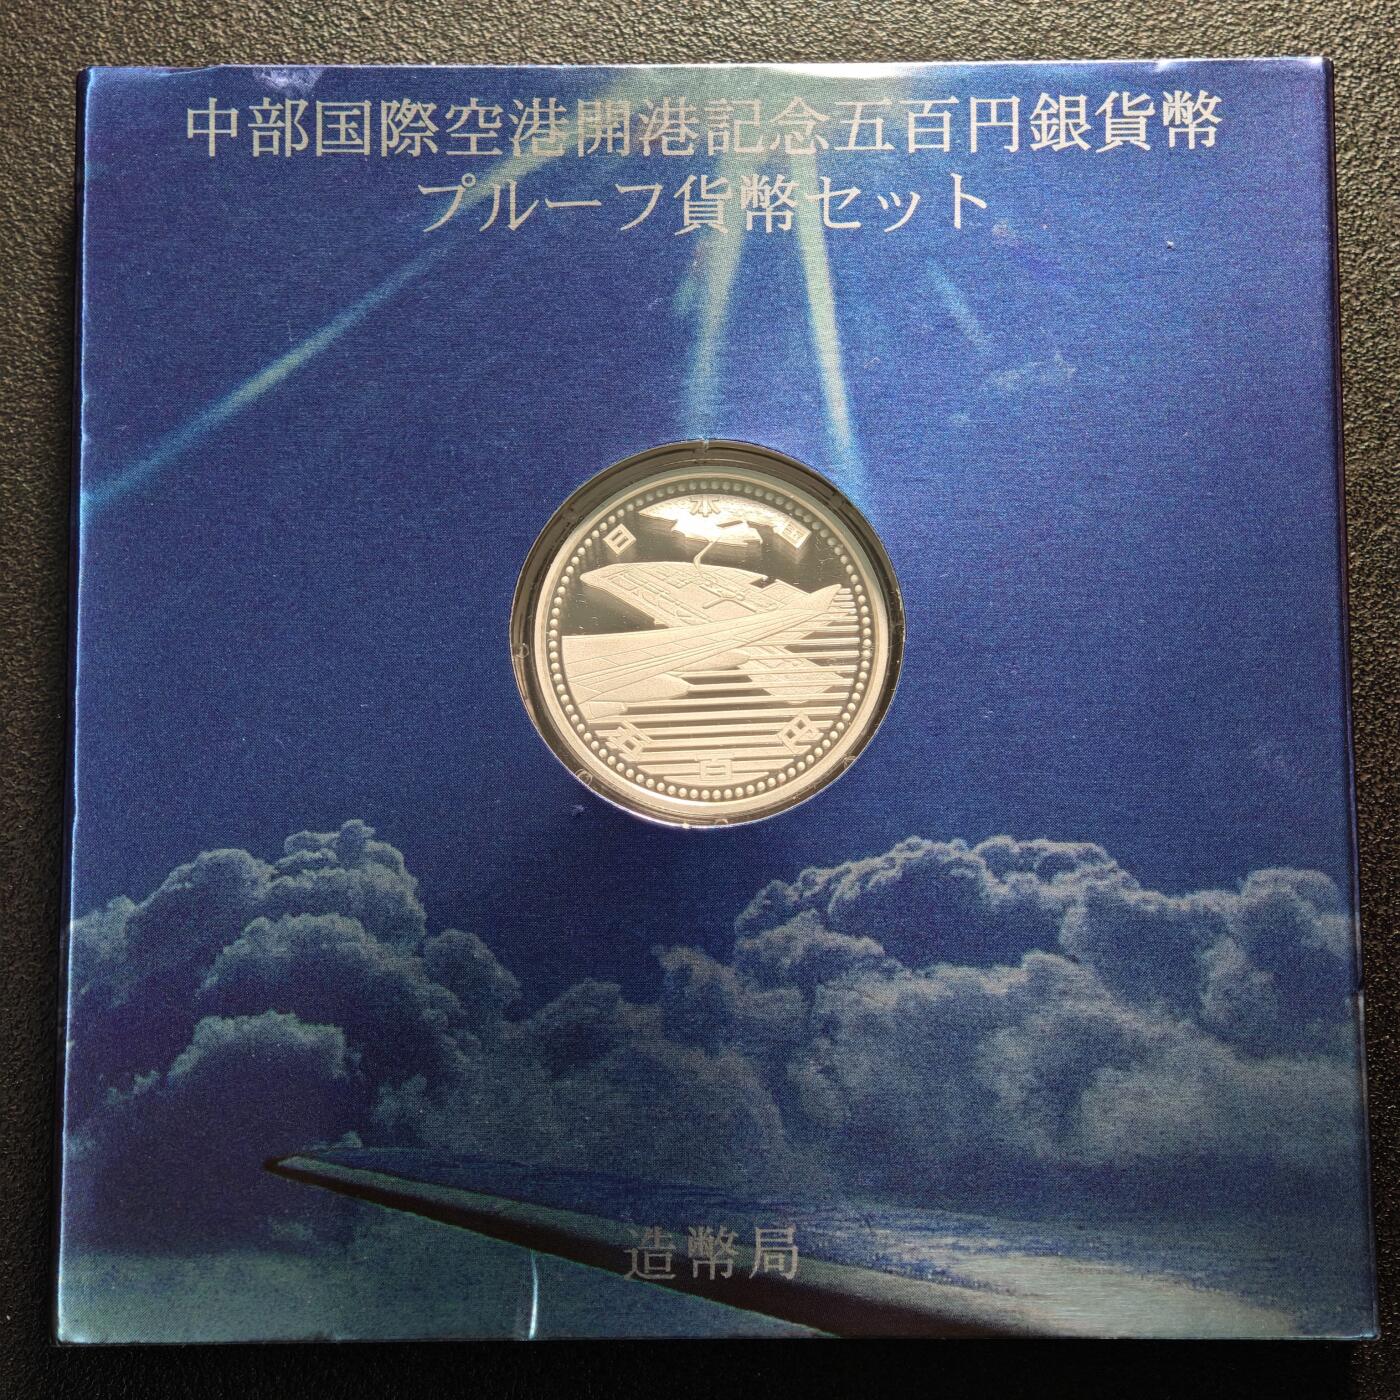 中部国際空港開港記念五百円銀貨幣
プルーフ貨幣セット
日本国
五百円
造幣局